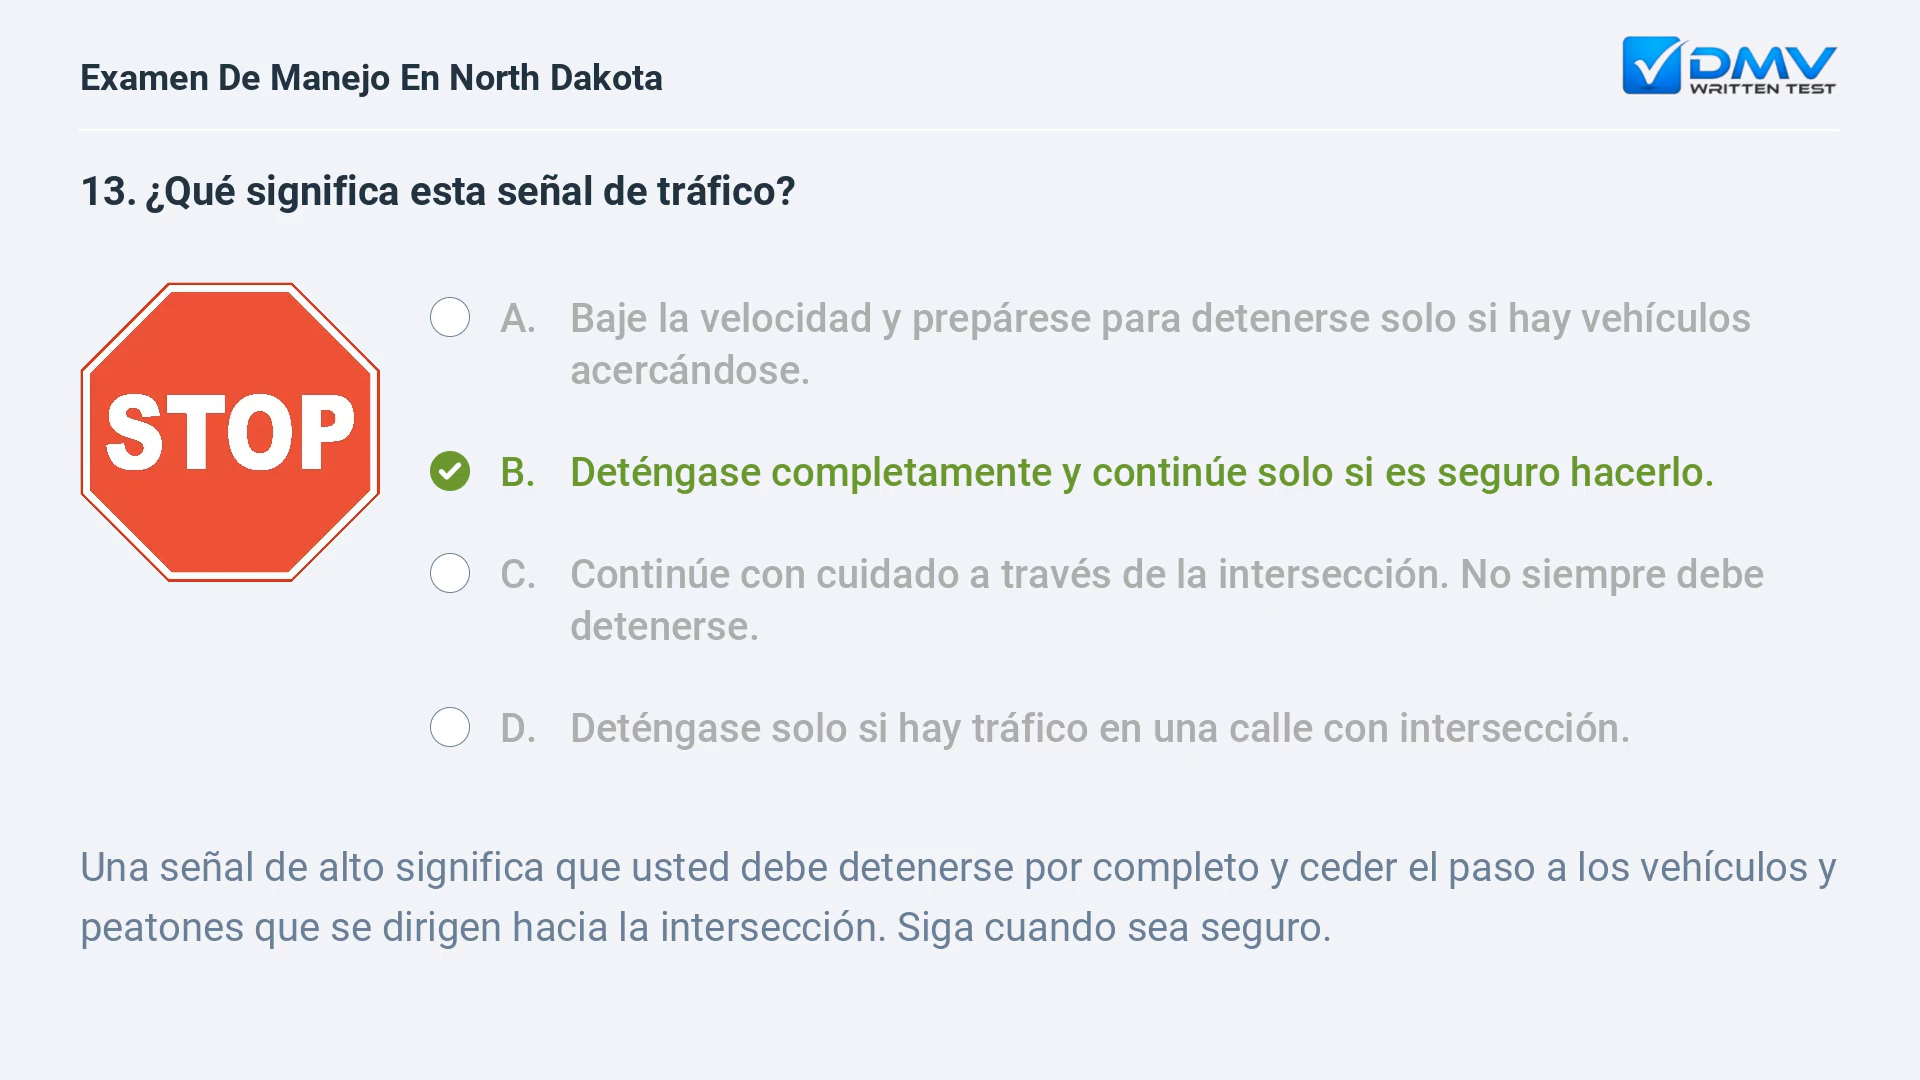 Examen De Manejo En North Dakota
DMV
WRITTEN TEST
13. ¿Qué significa esta señal de tráfico?
STOP
A. Baje la velocidad y prepárese para detenerse solo si hay vehículos
acercándose.
B. Deténgase completamente y continúe solo si es seguro hacerlo.
C. Continúe con cuidado a través de la intersección. No siempre debe
detenerse.
D. Deténgase solo si hay tráfico en una calle con intersección.
Una señal de alto significa que usted debe detenerse por completo y ceder el paso a los vehículos y
peatones que se dirigen hacia la intersección. Siga cuando sea seguro.